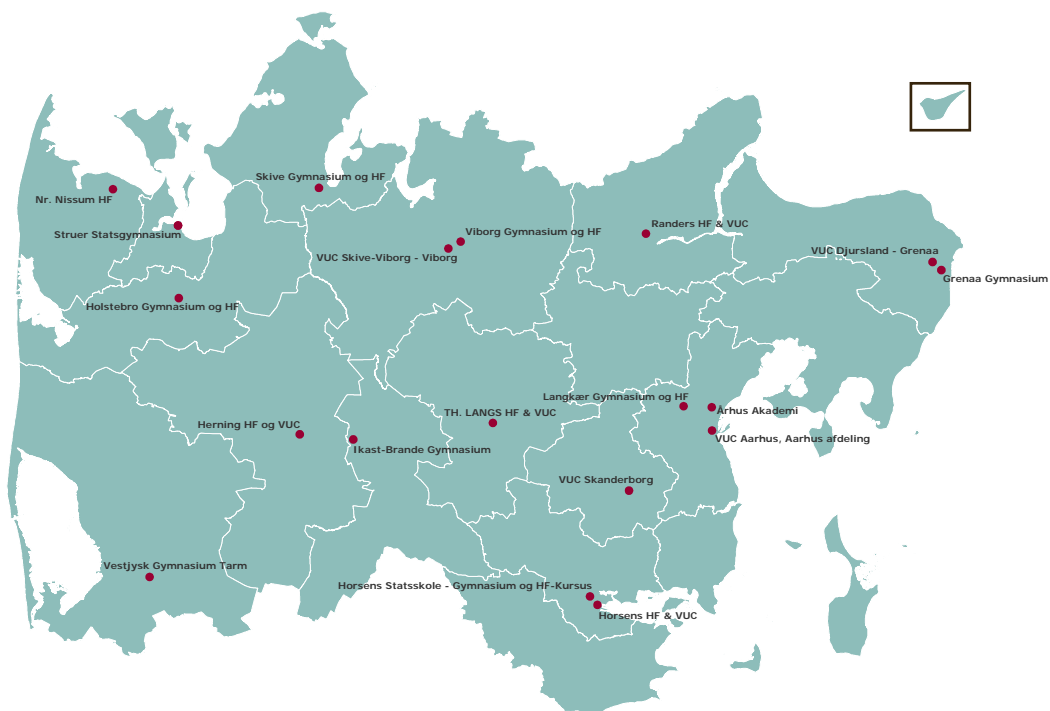 Skive Gymnasium og HF
Nr. Nissum HF
Struer Statsgymnasium
Viborg Gymnasium og HF
VUC Skive-Viborg - Viborg
Randers HF & VUC
VUC Djursland - Grenaa
Grenaa Gymnasium
Holstebro Gymnasium og HF
Langkær Gymnasium og HF
Århus Akademi
TH. LANGS HF & VUC
Herning HF og VUC
VUC Aarhus, Aarhus afdeling
Ikast-Brande Gymnasium
VUC Skanderborg
Vestjysk Gymnasium Tarm
Horsens Statsskole - Gymnasium og HF-Kursus
Horsens HF & VUC